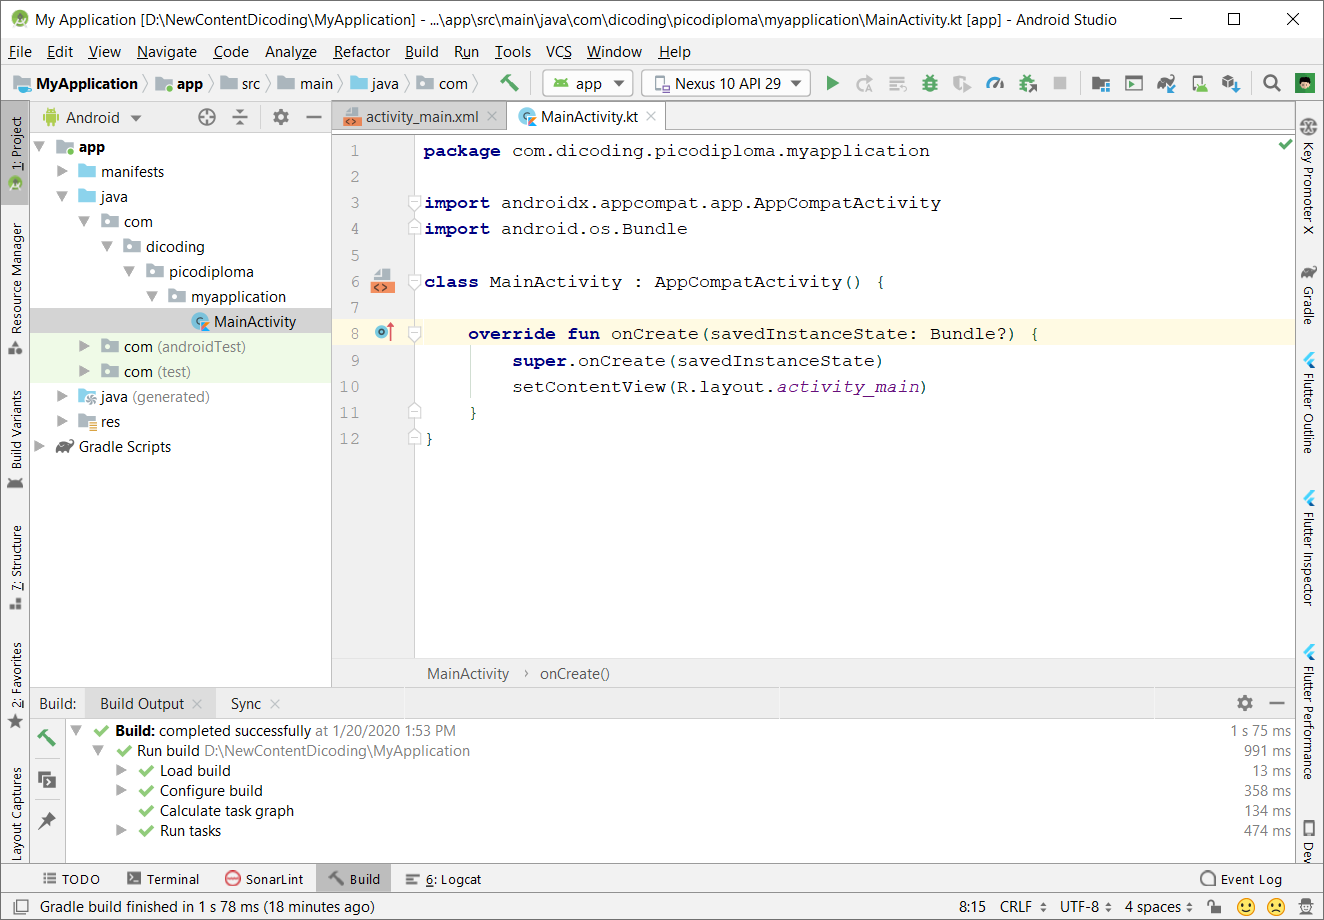 My Application [D:\NewContentDicoding\MyApplication] - ...\app\src\main\java\com\dicoding\picodiploma\myapplication\MainActivity.kt [app] - Android Studio
File Edit View Navigate Code Analyze Refactor Build Run Tools VCS Window Help
MyApplication app src main java com app Nexus 10 API 29
1: Project
Resource Manager
Build Variants
7: Structure
2: Favorites
Layout Captures
Android
app
manifests
java
com
dicoding
picodiploma
myapplication
MainActivity
com (androidTest)
com (test)
java (generated)
res
Gradle Scripts
activity_main.xml MainActivity.kt
1 package com.dicoding.picodiploma.myapplication
2
3 import androidx.appcompat.app.AppCompatActivity
4 import android.os.Bundle
5
6 class MainActivity : AppCompatActivity() {
7
8 override fun onCreate(savedInstanceState: Bundle?) {
9 super.onCreate(savedInstanceState)
10 setContentView(R.layout.activity_main)
11 }
12 }
MainActivity › onCreate()
Key Promoter X
Gradle
Flutter Outline
Flutter Inspector
Flutter Performance
Dev
Build: Build Output Sync
Build: completed successfully at 1/20/2020 1:53 PM 1 s 75 ms
Run build D:\NewContentDicoding\MyApplication 991 ms
Load build 13 ms
Configure build 358 ms
Calculate task graph 134 ms
Run tasks 474 ms
TODO Terminal SonarLint Build 6: Logcat Event Log
Gradle build finished in 1 s 78 ms (18 minutes ago) 8:15 CRLF UTF-8 4 spaces